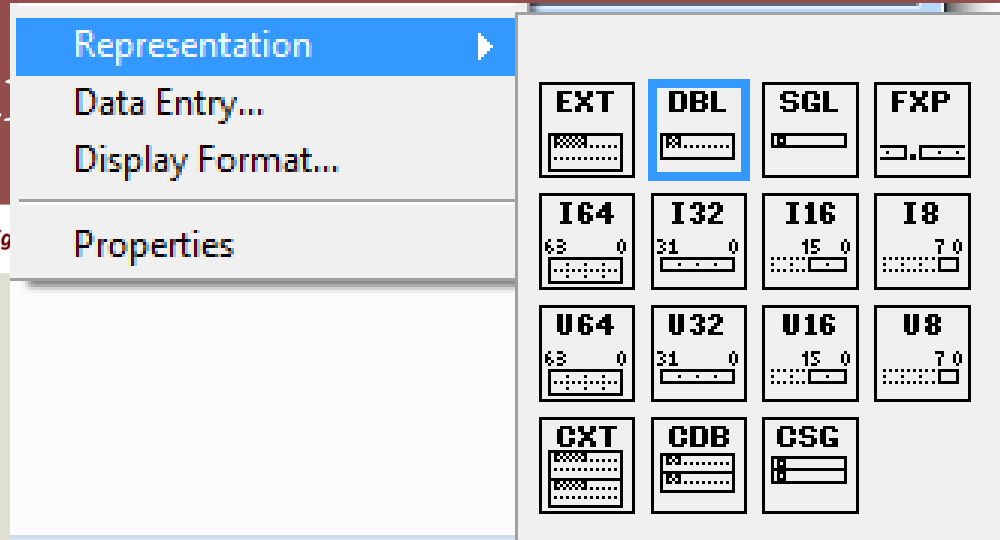 Representation
Data Entry...
Display Format...
Properties
EXT DBL SGL FXP
I64 I32 I16 I8
63 0 31 0 15 0 7 0
U64 U32 U16 U8
63 0 31 0 15 0 7 0
CXT CDB CSG